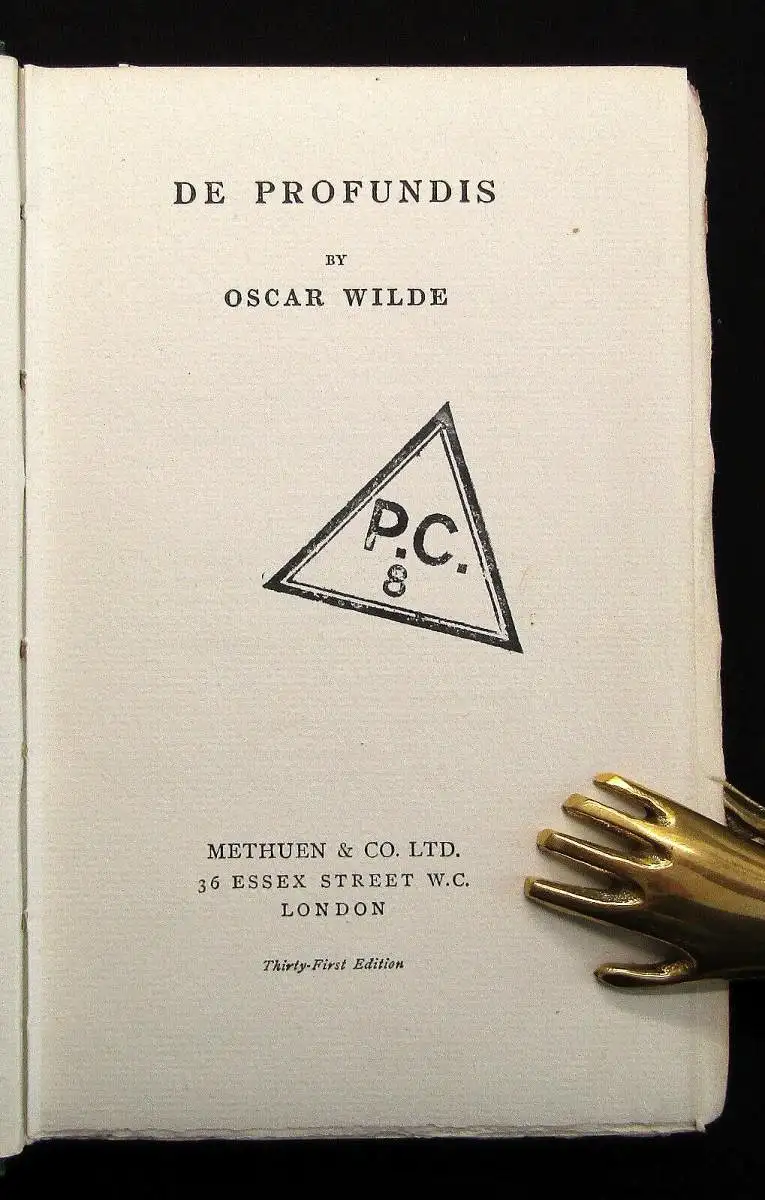 DE PROFUNDIS
BY
OSCAR WILDE
P.C.
8
METHUEN & CO. LTD.
36 ESSEX STREET W.C.
LONDON
Thirty-First Edition